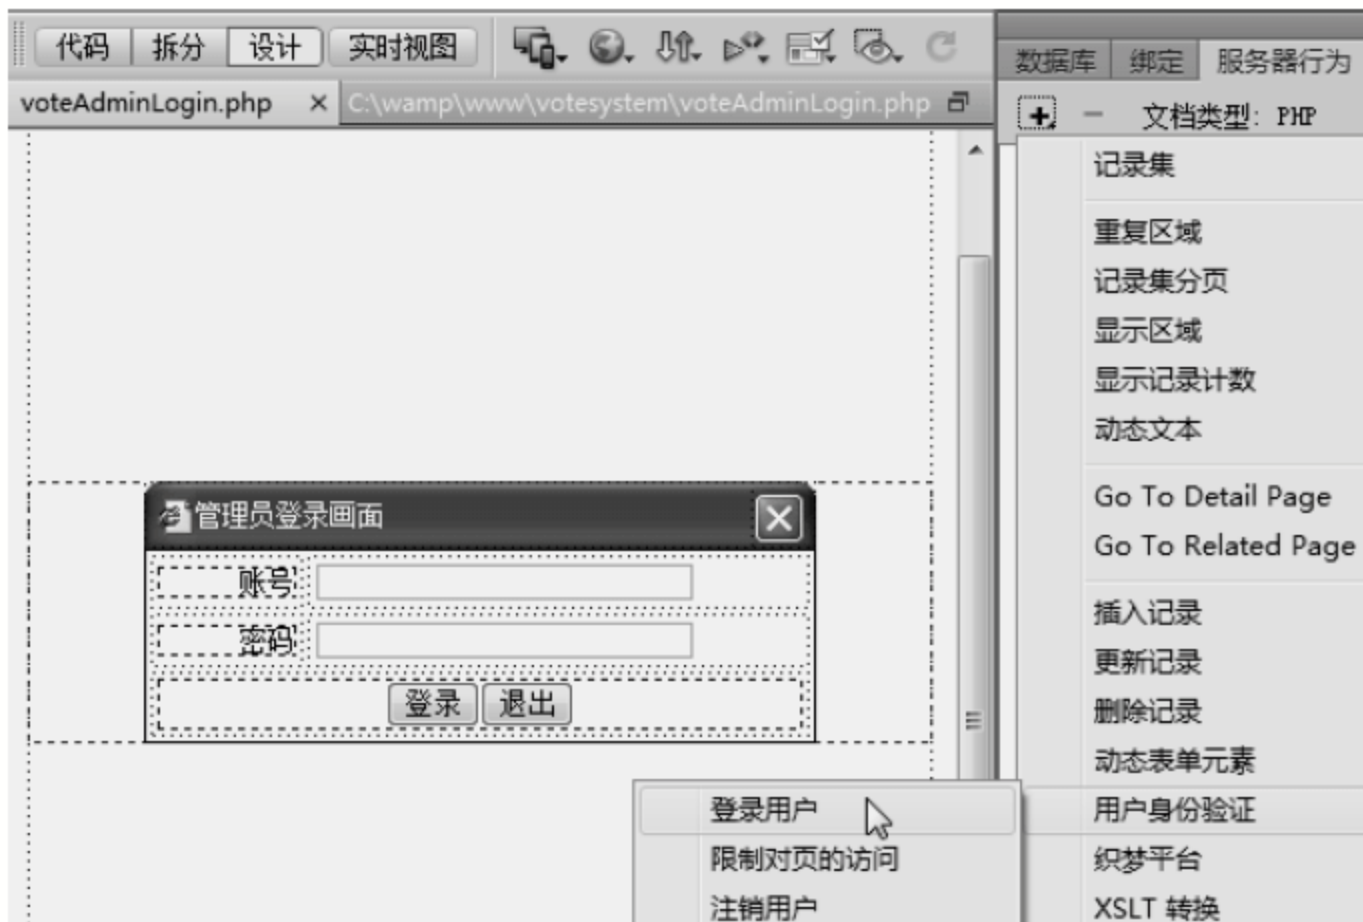 代码 拆分 设计 实时视图
voteAdminLogin.php × C:\wamp\www\votesystem\voteAdminLogin.php
管理员登录画面
账号
密码
登录 退出
数据库 绑定 服务器行为
文档类型: PHP
记录集
重复区域
记录集分页
显示区域
显示记录计数
动态文本
Go To Detail Page
Go To Related Page
插入记录
更新记录
删除记录
动态表单元素
用户身份验证
织梦平台
XSLT 转换
登录用户
限制对页的访问
注销用户